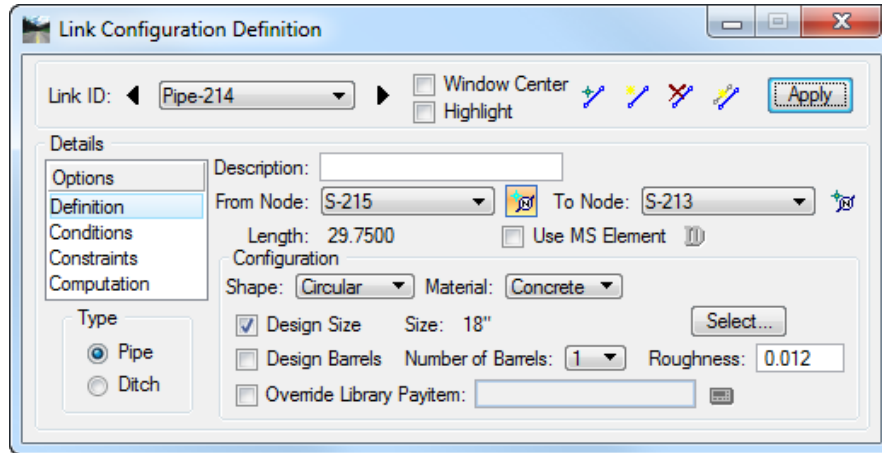 Link Configuration Definition
Link ID: Pipe-214 Window Center Apply
Highlight
Details
Options
Definition
Conditions
Constraints
Computation
Description:
From Node: S-215 To Node: S-213
Length: 29.7500 Use MS Element
Configuration
Shape: Circular Material: Concrete
Design Size Size: 18" Select...
Design Barrels Number of Barrels: 1 Roughness: 0.012
Override Library Payitem:
Type
Pipe
Ditch